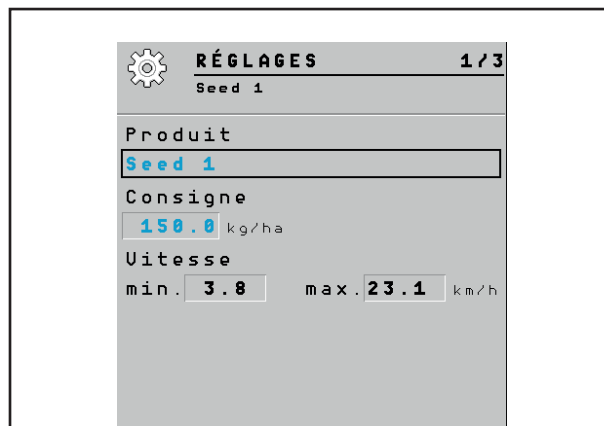 RÉGLAGES 1/3
Seed 1
Produit
Seed 1
Consigne
150.0 kg/ha
Vitesse
min. 3.8 max. 23.1 km/h